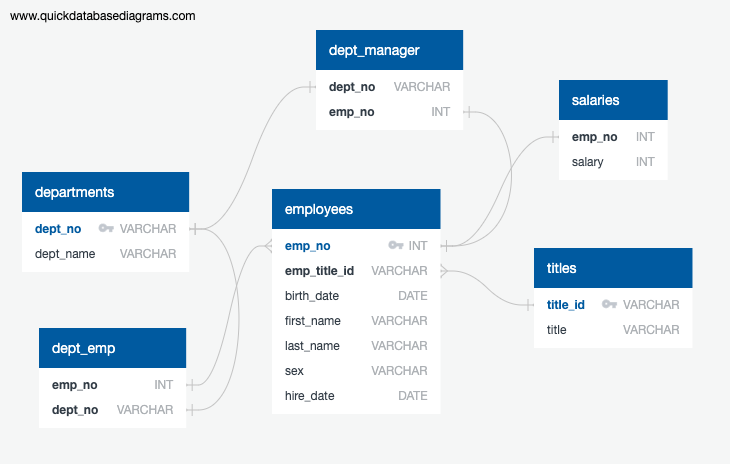 www.quickdatabasediagrams.com
dept_manager
dept_no VARCHAR
emp_no INT
salaries
emp_no INT
salary INT
departments
dept_no VARCHAR
dept_name VARCHAR
employees
emp_no INT
emp_title_id VARCHAR
birth_date DATE
first_name VARCHAR
last_name VARCHAR
sex VARCHAR
hire_date DATE
titles
title_id VARCHAR
title VARCHAR
dept_emp
emp_no INT
dept_no VARCHAR